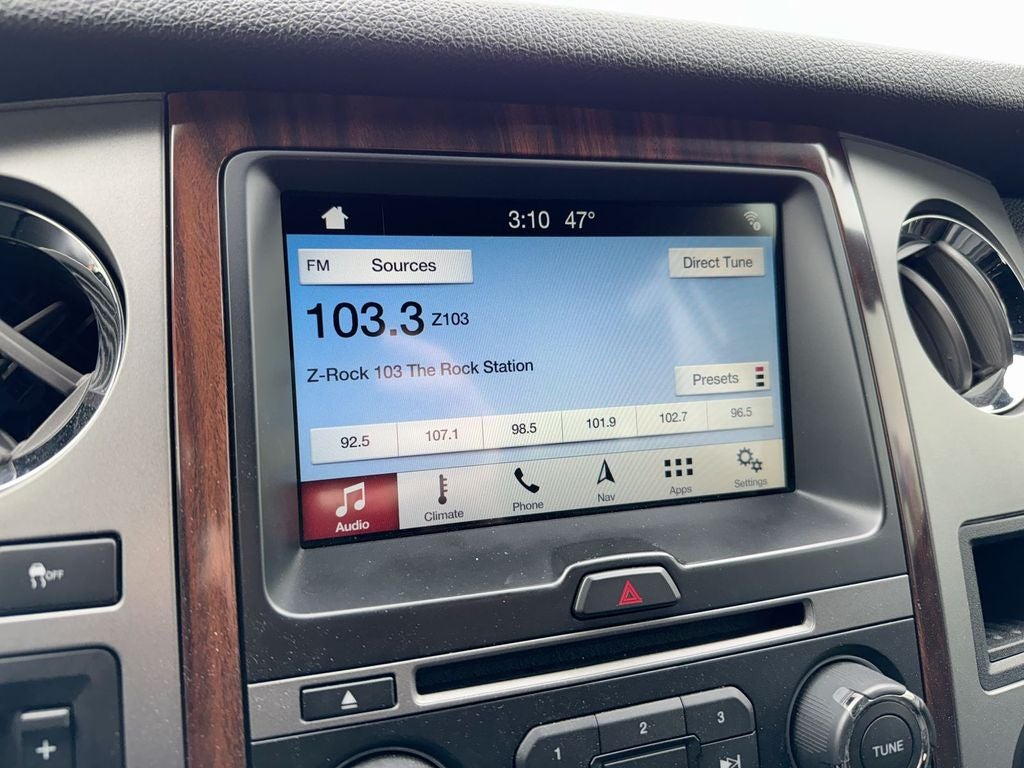 3:10 47°
FM Sources
Direct Tune
103.3 Z103
Z-Rock 103 The Rock Station
Presets
92.5 107.1 98.5 101.9 102.7 96.5
Audio Climate Phone Nav Apps Settings
OFF
1 2 3
TUNE